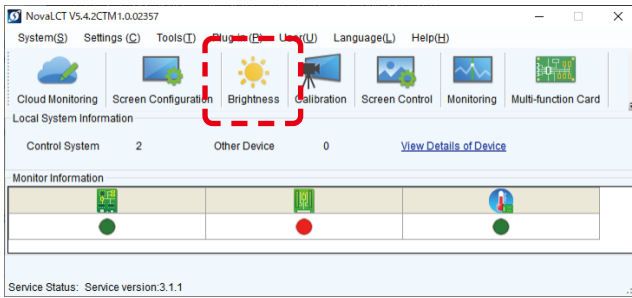 NovaLCT V5.4.2CTM1.0.02357
System(S) Settings (C) Tools(T) Plug-in (P) User(U) Language(L) Help(H)
Cloud Monitoring Screen Configuration Brightness Calibration Screen Control Monitoring Multi-function Card
Local System Information
Control System 2 Other Device 0 View Details of Device
Monitor Information
Service Status: Service version:3.1.1